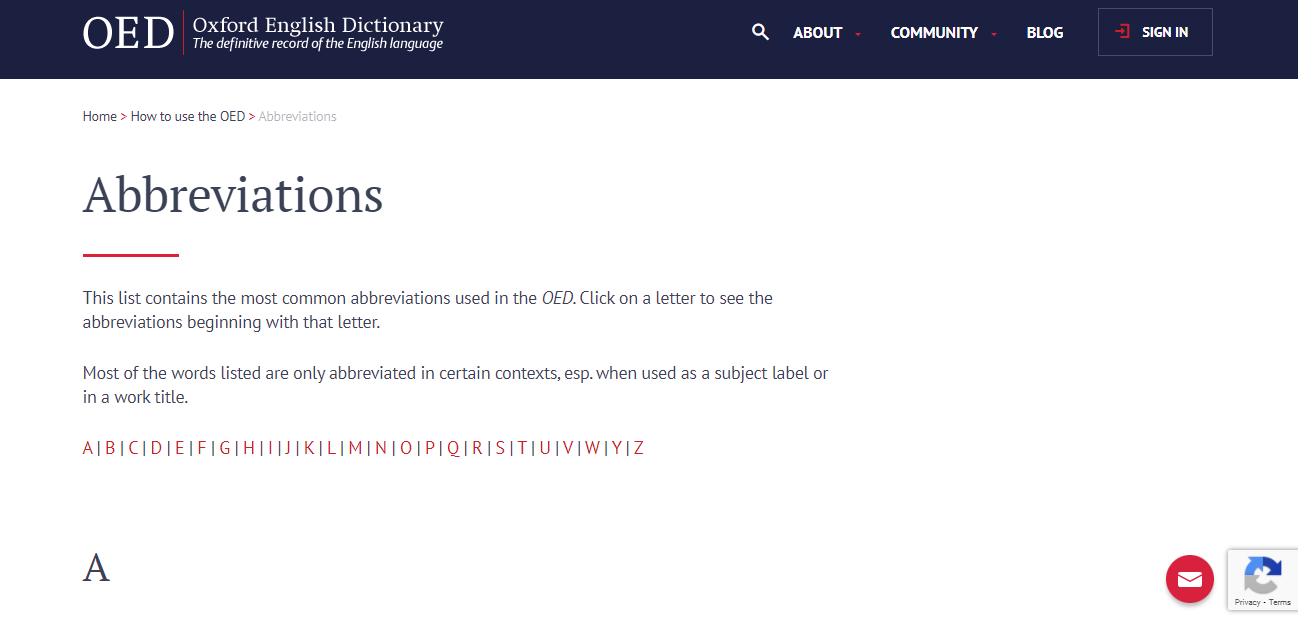 OED
Oxford English Dictionary
The definitive record of the English language
ABOUT
COMMUNITY
BLOG
SIGN IN
Home > How to use the OED > Abbreviations
Abbreviations
This list contains the most common abbreviations used in the OED. Click on a letter to see the
abbreviations beginning with that letter.
Most of the words listed are only abbreviated in certain contexts, esp. when used as a subject label or
in a work title.
A | B | C | D | E | F | G | H | I | J | K | L | M | N | O | P | Q | R | S | T | U | V | W | Y | Z
A
Privacy - Terms